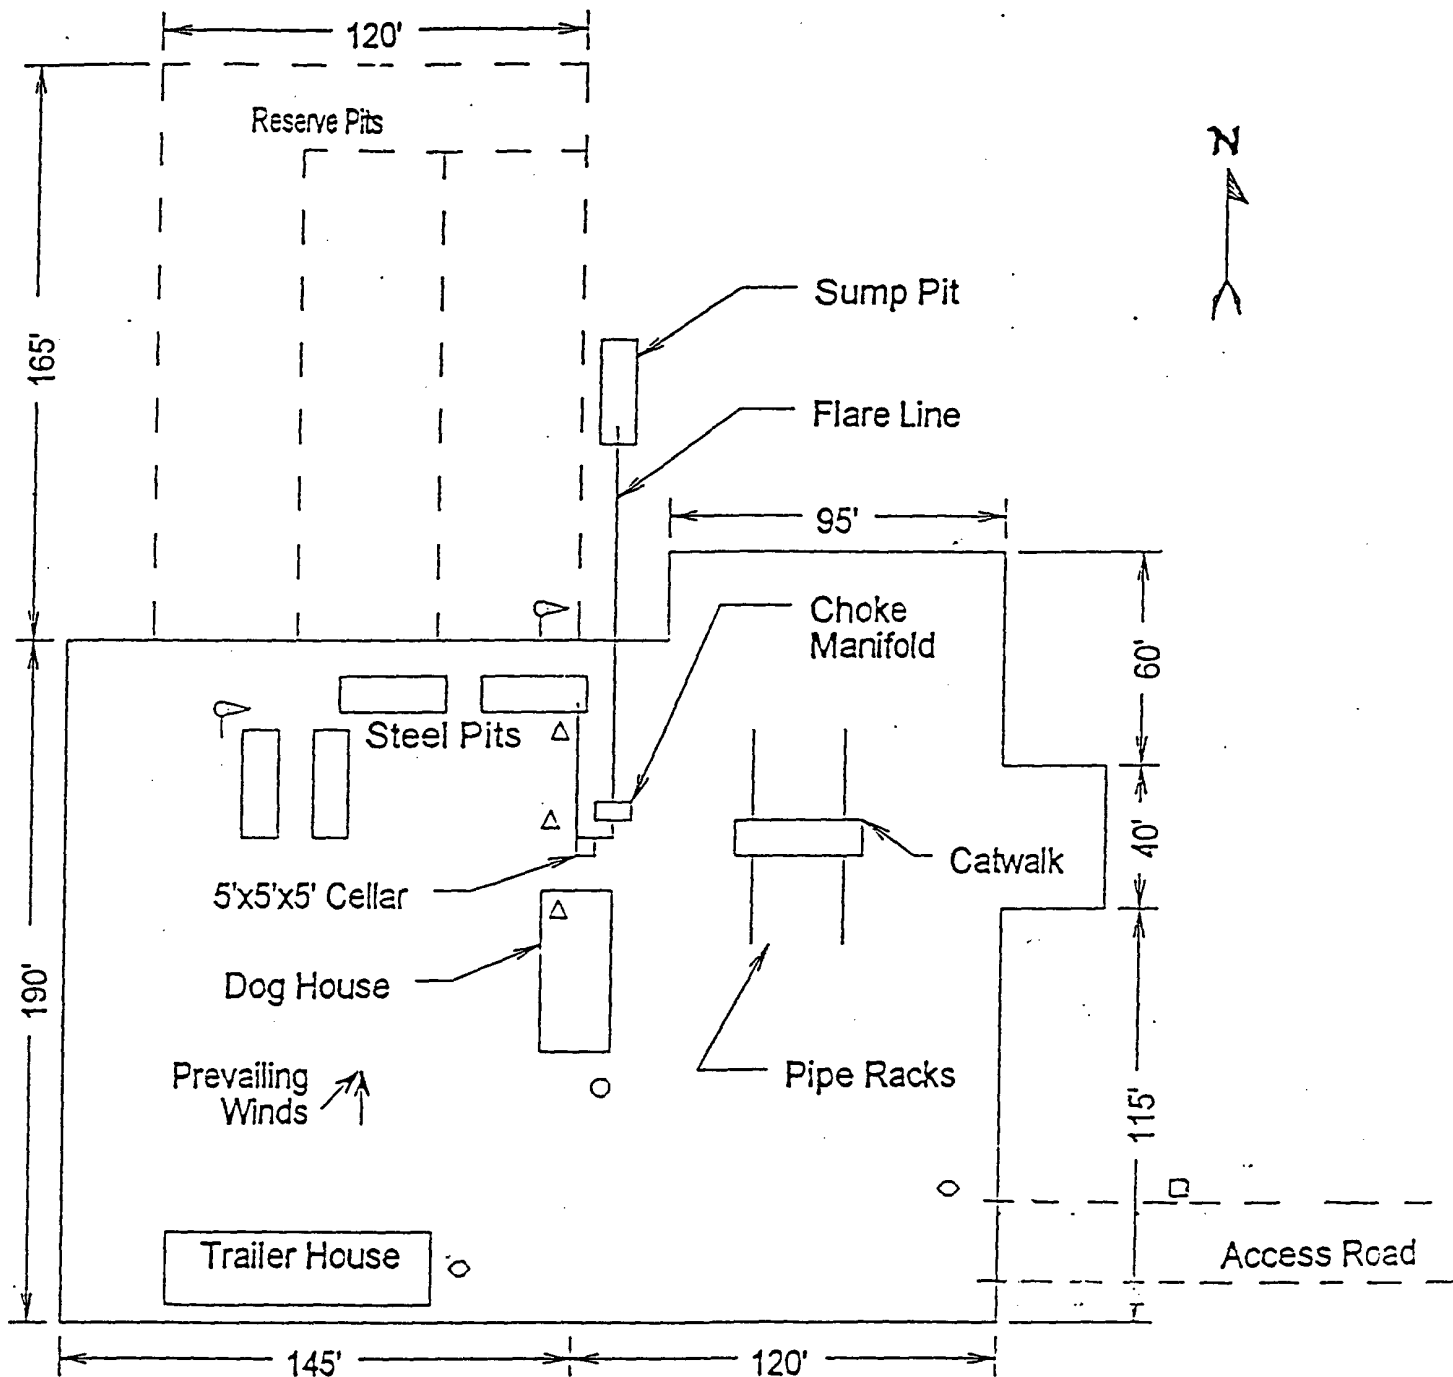 120'
Reserve Pits
N
Sump Pit
165'
Flare Line
95'
Choke
Manifold
60'
Steel Pits
40'
Catwalk
5'x5'x5' Cellar
190'
Dog House
Prevailing
Winds
Pipe Racks
115'
Trailer House
Access Road
145'
120'